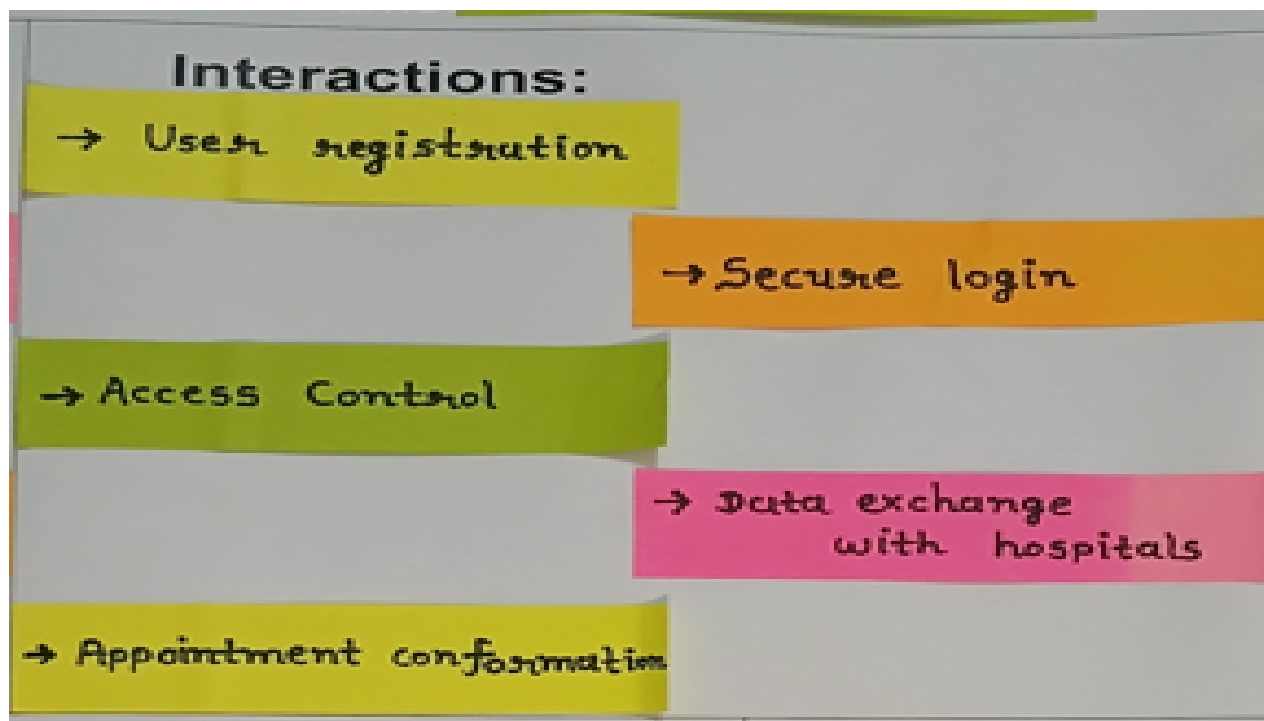 Interactions:
→ User registration
→ Secure login
→ Access Control
→ Data exchange
with hospitals
→ Appointment conformation